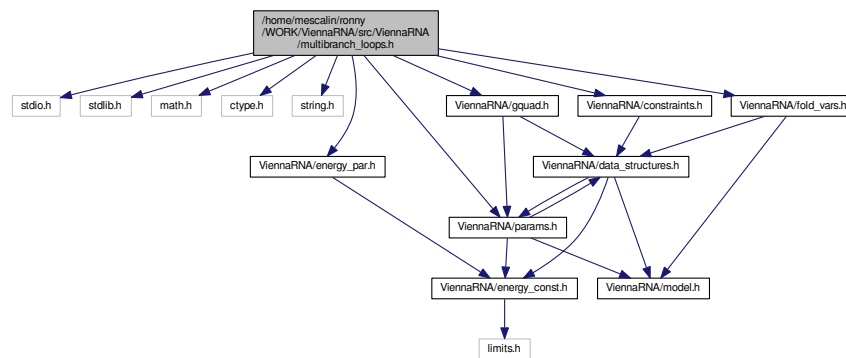 /home/mescalin/ronny
/WORK/ViennaRNA/src/ViennaRNA
/multibranch_loops.h
stdio.h
stdlib.h
math.h
ctype.h
string.h
ViennaRNA/gquad.h
ViennaRNA/constraints.h
ViennaRNA/fold_vars.h
ViennaRNA/energy_par.h
ViennaRNA/data_structures.h
ViennaRNA/params.h
ViennaRNA/energy_const.h
ViennaRNA/model.h
limits.h